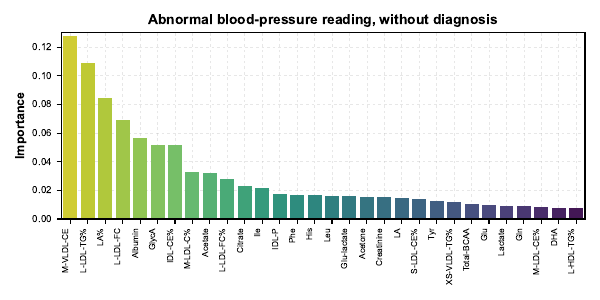 Abnormal blood-pressure reading, without diagnosis
Importance
0.12
0.10
0.08
0.06
0.04
0.02
0.00
M-VLDL-CE
L-LDL-TG%
LA%
L-LDL-FC
Albumin
GlycA
IDL-CE%
M-LDL-C%
Acetate
L-LDL-FC%
Citrate
Ile
IDL-P
Phe
His
Leu
Glu-lactate
Acetone
Creatinine
LA
S-LDL-CE%
Tyr
XS-VLDL-TG%
Total-BCAA
Glu
Lactate
Gln
M-LDL-CE%
DHA
L-HDL-TG%